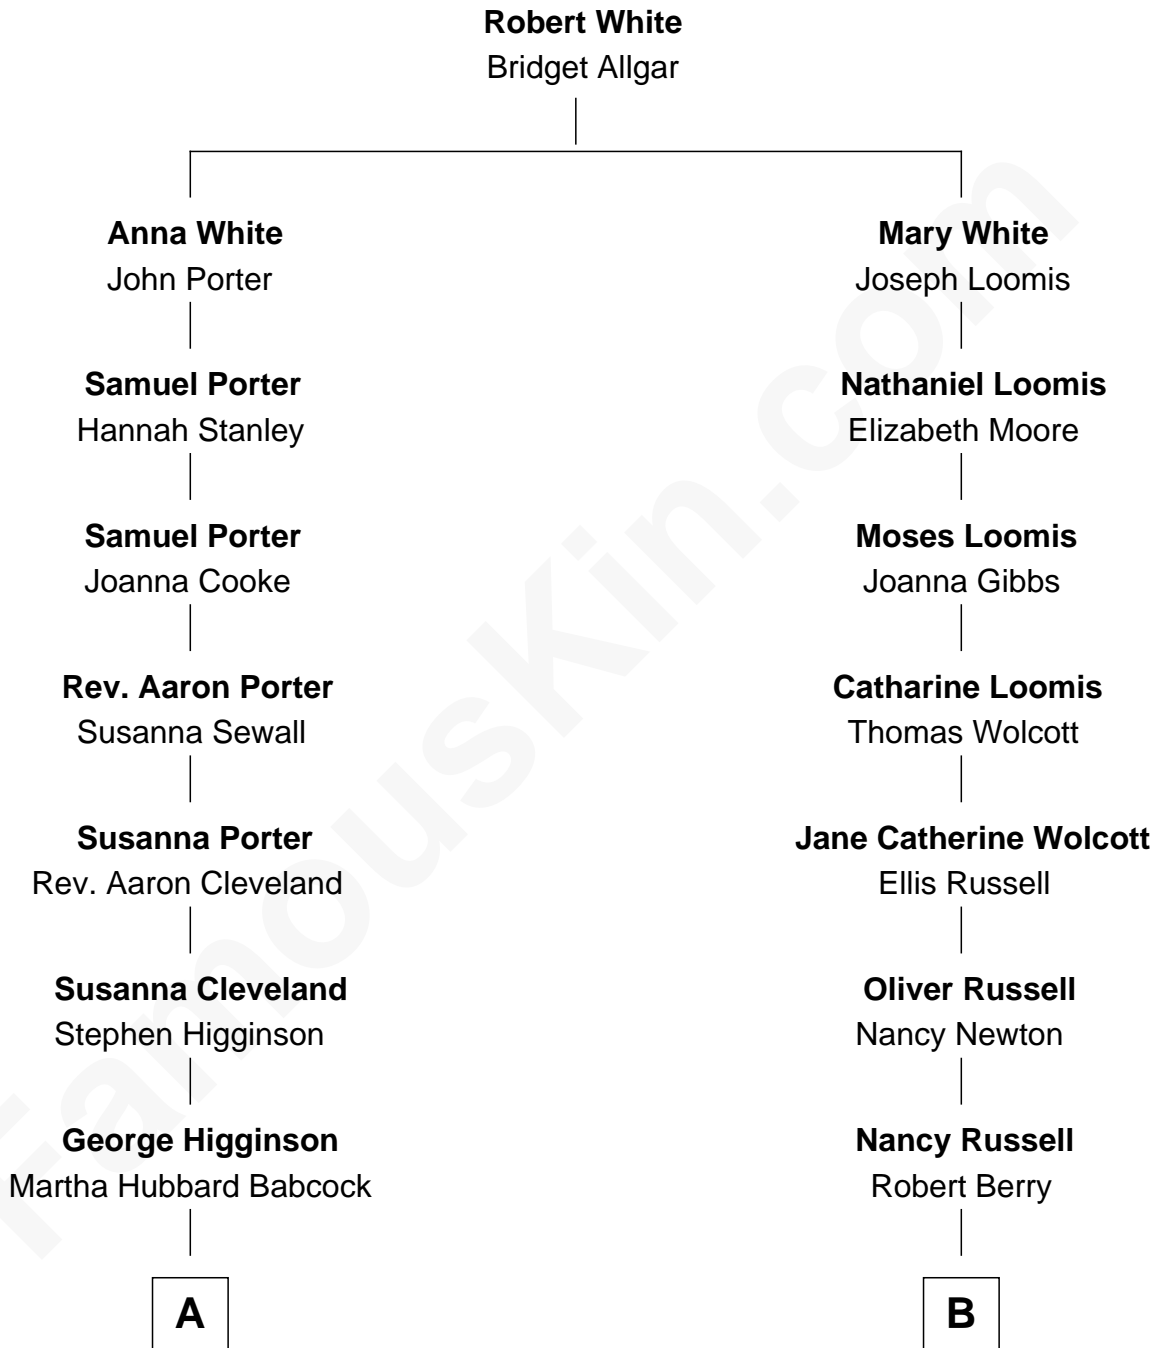 Robert White
Bridget Allgar
Anna White
John Porter
Mary White
Joseph Loomis
Samuel Porter
Hannah Stanley
Nathaniel Loomis
Elizabeth Moore
Samuel Porter
Joanna Cooke
Moses Loomis
Joanna Gibbs
Rev. Aaron Porter
Susanna Sewall
Catharine Loomis
Thomas Wolcott
Susanna Porter
Rev. Aaron Cleveland
Jane Catherine Wolcott
Ellis Russell
Susanna Cleveland
Stephen Higginson
Oliver Russell
Nancy Newton
George Higginson
Martha Hubbard Babcock
Nancy Russell
Robert Berry
A
B
FamousKin.com